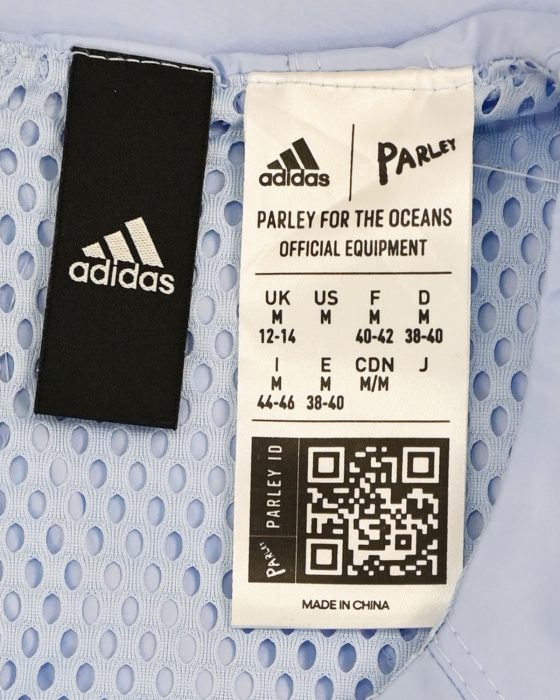 adidas
adidas | PARLEY
PARLEY FOR THE OCEANS
OFFICIAL EQUIPMENT
UK US F D
M M M M
12-14 40-42 38-40
I E CDN J
M M M/M
44-46 38-40
PARLEY PARLEY ID
MADE IN CHINA